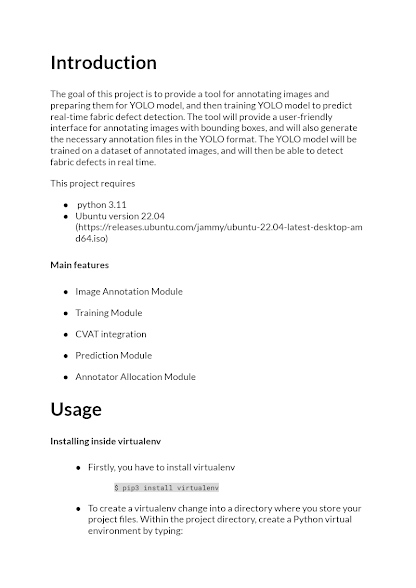 Introduction
The goal of this project is to provide a tool for annotating images and
preparing them for YOLO model, and then training YOLO model to predict
real-time fabric defect detection. The tool will provide a user-friendly
interface for annotating images with bounding boxes, and will also generate
the necessary annotation files in the YOLO format. The YOLO model will be
trained on a dataset of annotated images, and will then be able to detect
fabric defects in real time.
This project requires
● python 3.11
● Ubuntu version 22.04
(https://releases.ubuntu.com/jammy/ubuntu-22.04-latest-desktop-am
d64.iso)
Main features
● Image Annotation Module
● Training Module
● CVAT integration
● Prediction Module
● Annotator Allocation Module
Usage
Installing inside virtualenv
● Firstly, you have to install virtualenv
$ pip3 install virtualenv
● To create a virtualenv change into a directory where you store your
project files. Within the project directory, create a Python virtual
environment by typing: